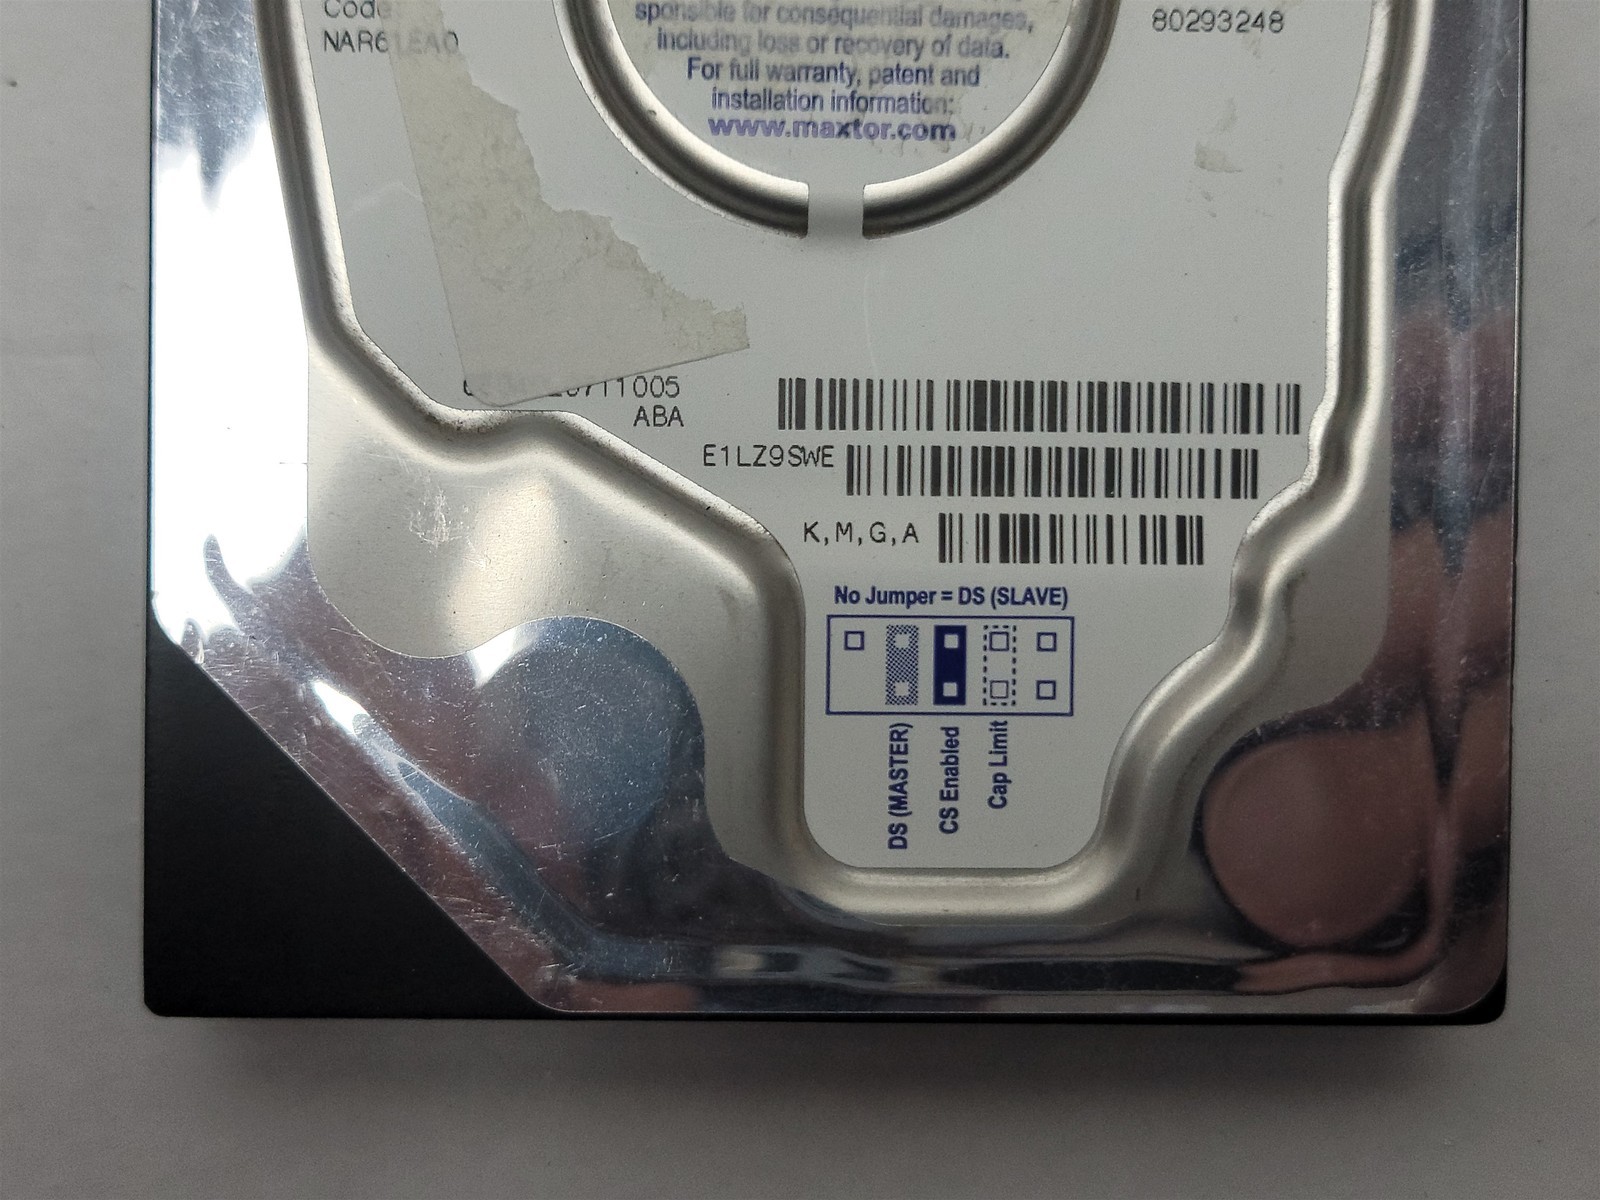 Code
80293248
sponsible for consequential damages,
including loss or recovery of data.
For full warranty, patent and
installation information:
www.maxtor.com
ABA
E1LZ9SWE
K,M,G,A
No Jumper = DS (SLAVE)
DS (MASTER)
CS Enabled
Cap Limit